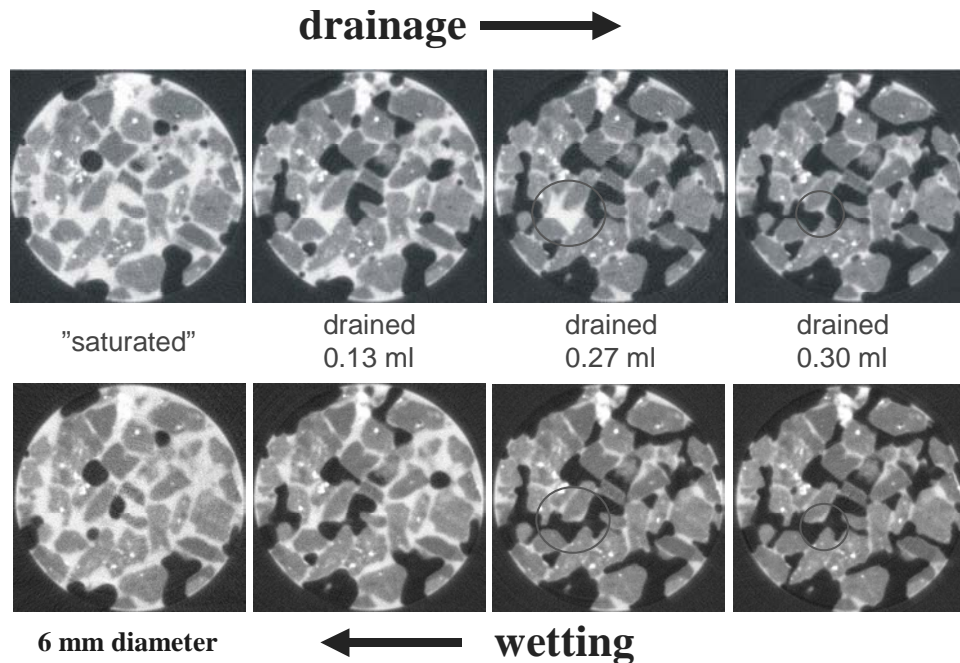 drainage
”saturated”
drained
0.13 ml
drained
0.27 ml
drained
0.30 ml
6 mm diameter
wetting